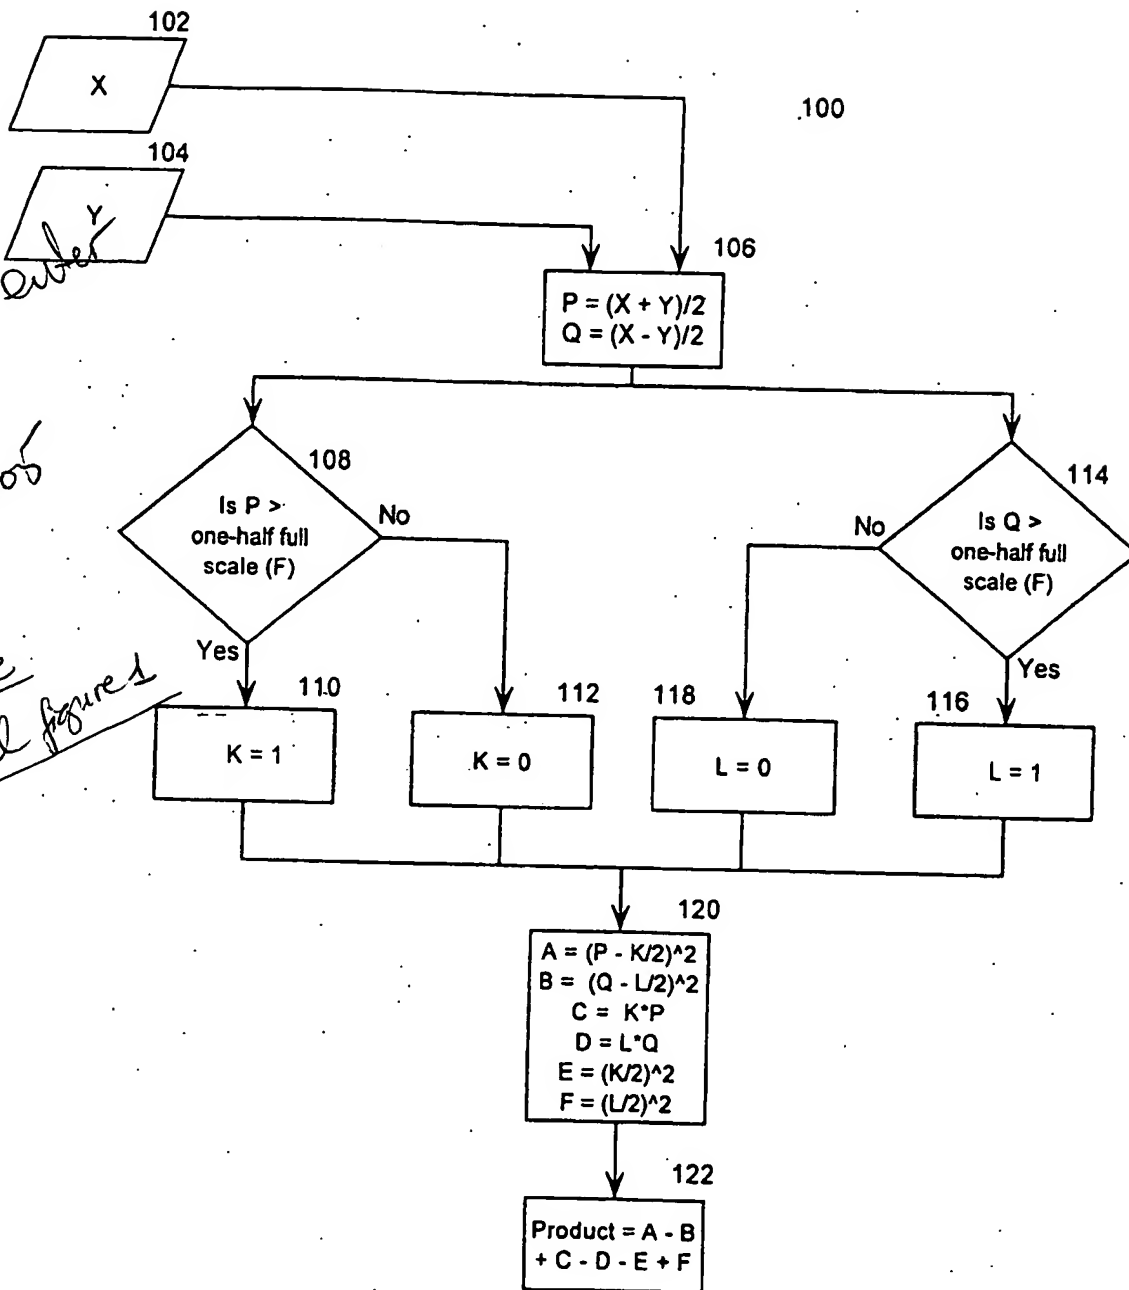 102
X
100
104
Y
enter
106
P = (X + Y)/2
Q = (X - Y)/2
108
Is P >
one-half full
scale (F)
No
Yes
114
Is Q >
one-half full
scale (F)
No
Yes
figure 1
110
K = 1
112
K = 0
118
L = 0
116
L = 1
120
A = (P - K/2)^2
B = (Q - L/2)^2
C = K*P
D = L*Q
E = (K/2)^2
F = (L/2)^2
122
Product = A - B
+ C - D - E + F